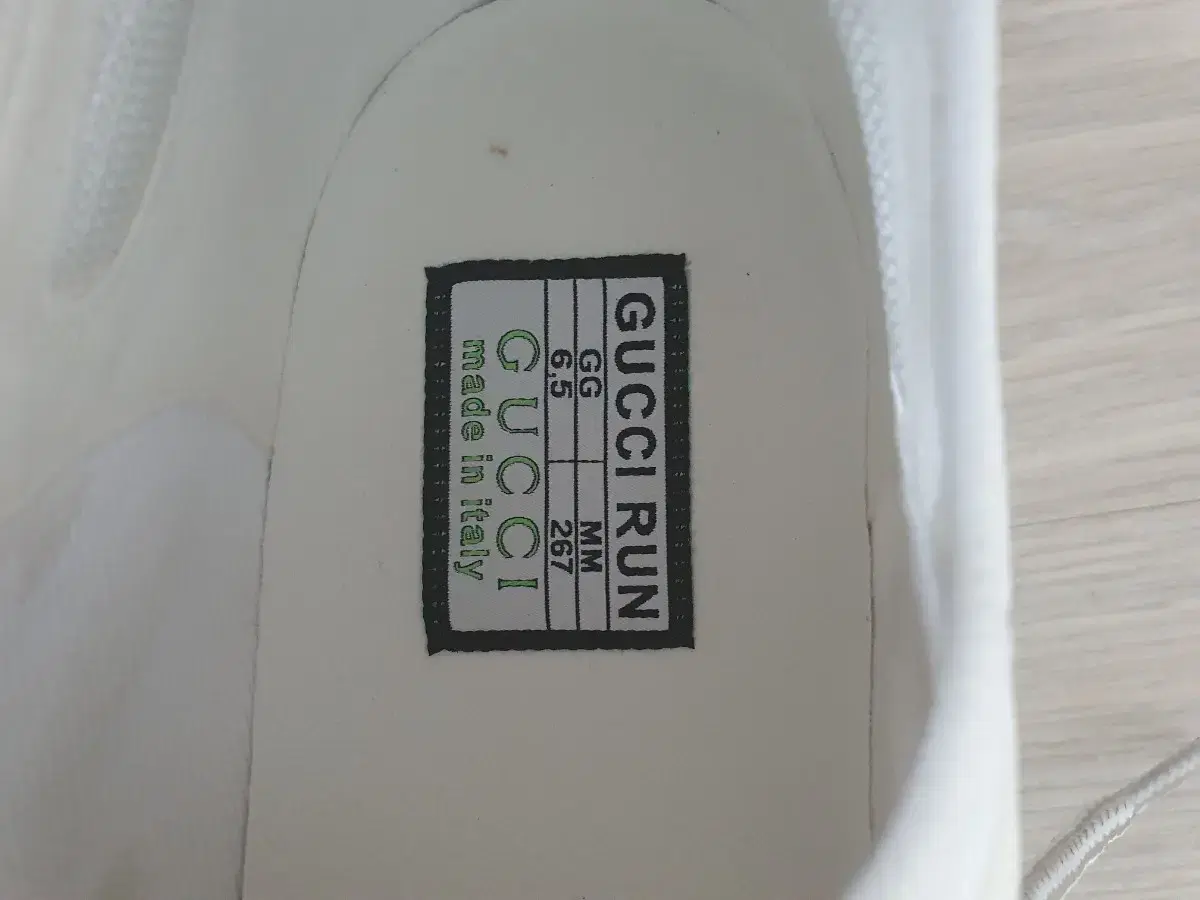 GUCCI RUN
GG MM
6,5 267
GUCCI
made in italy